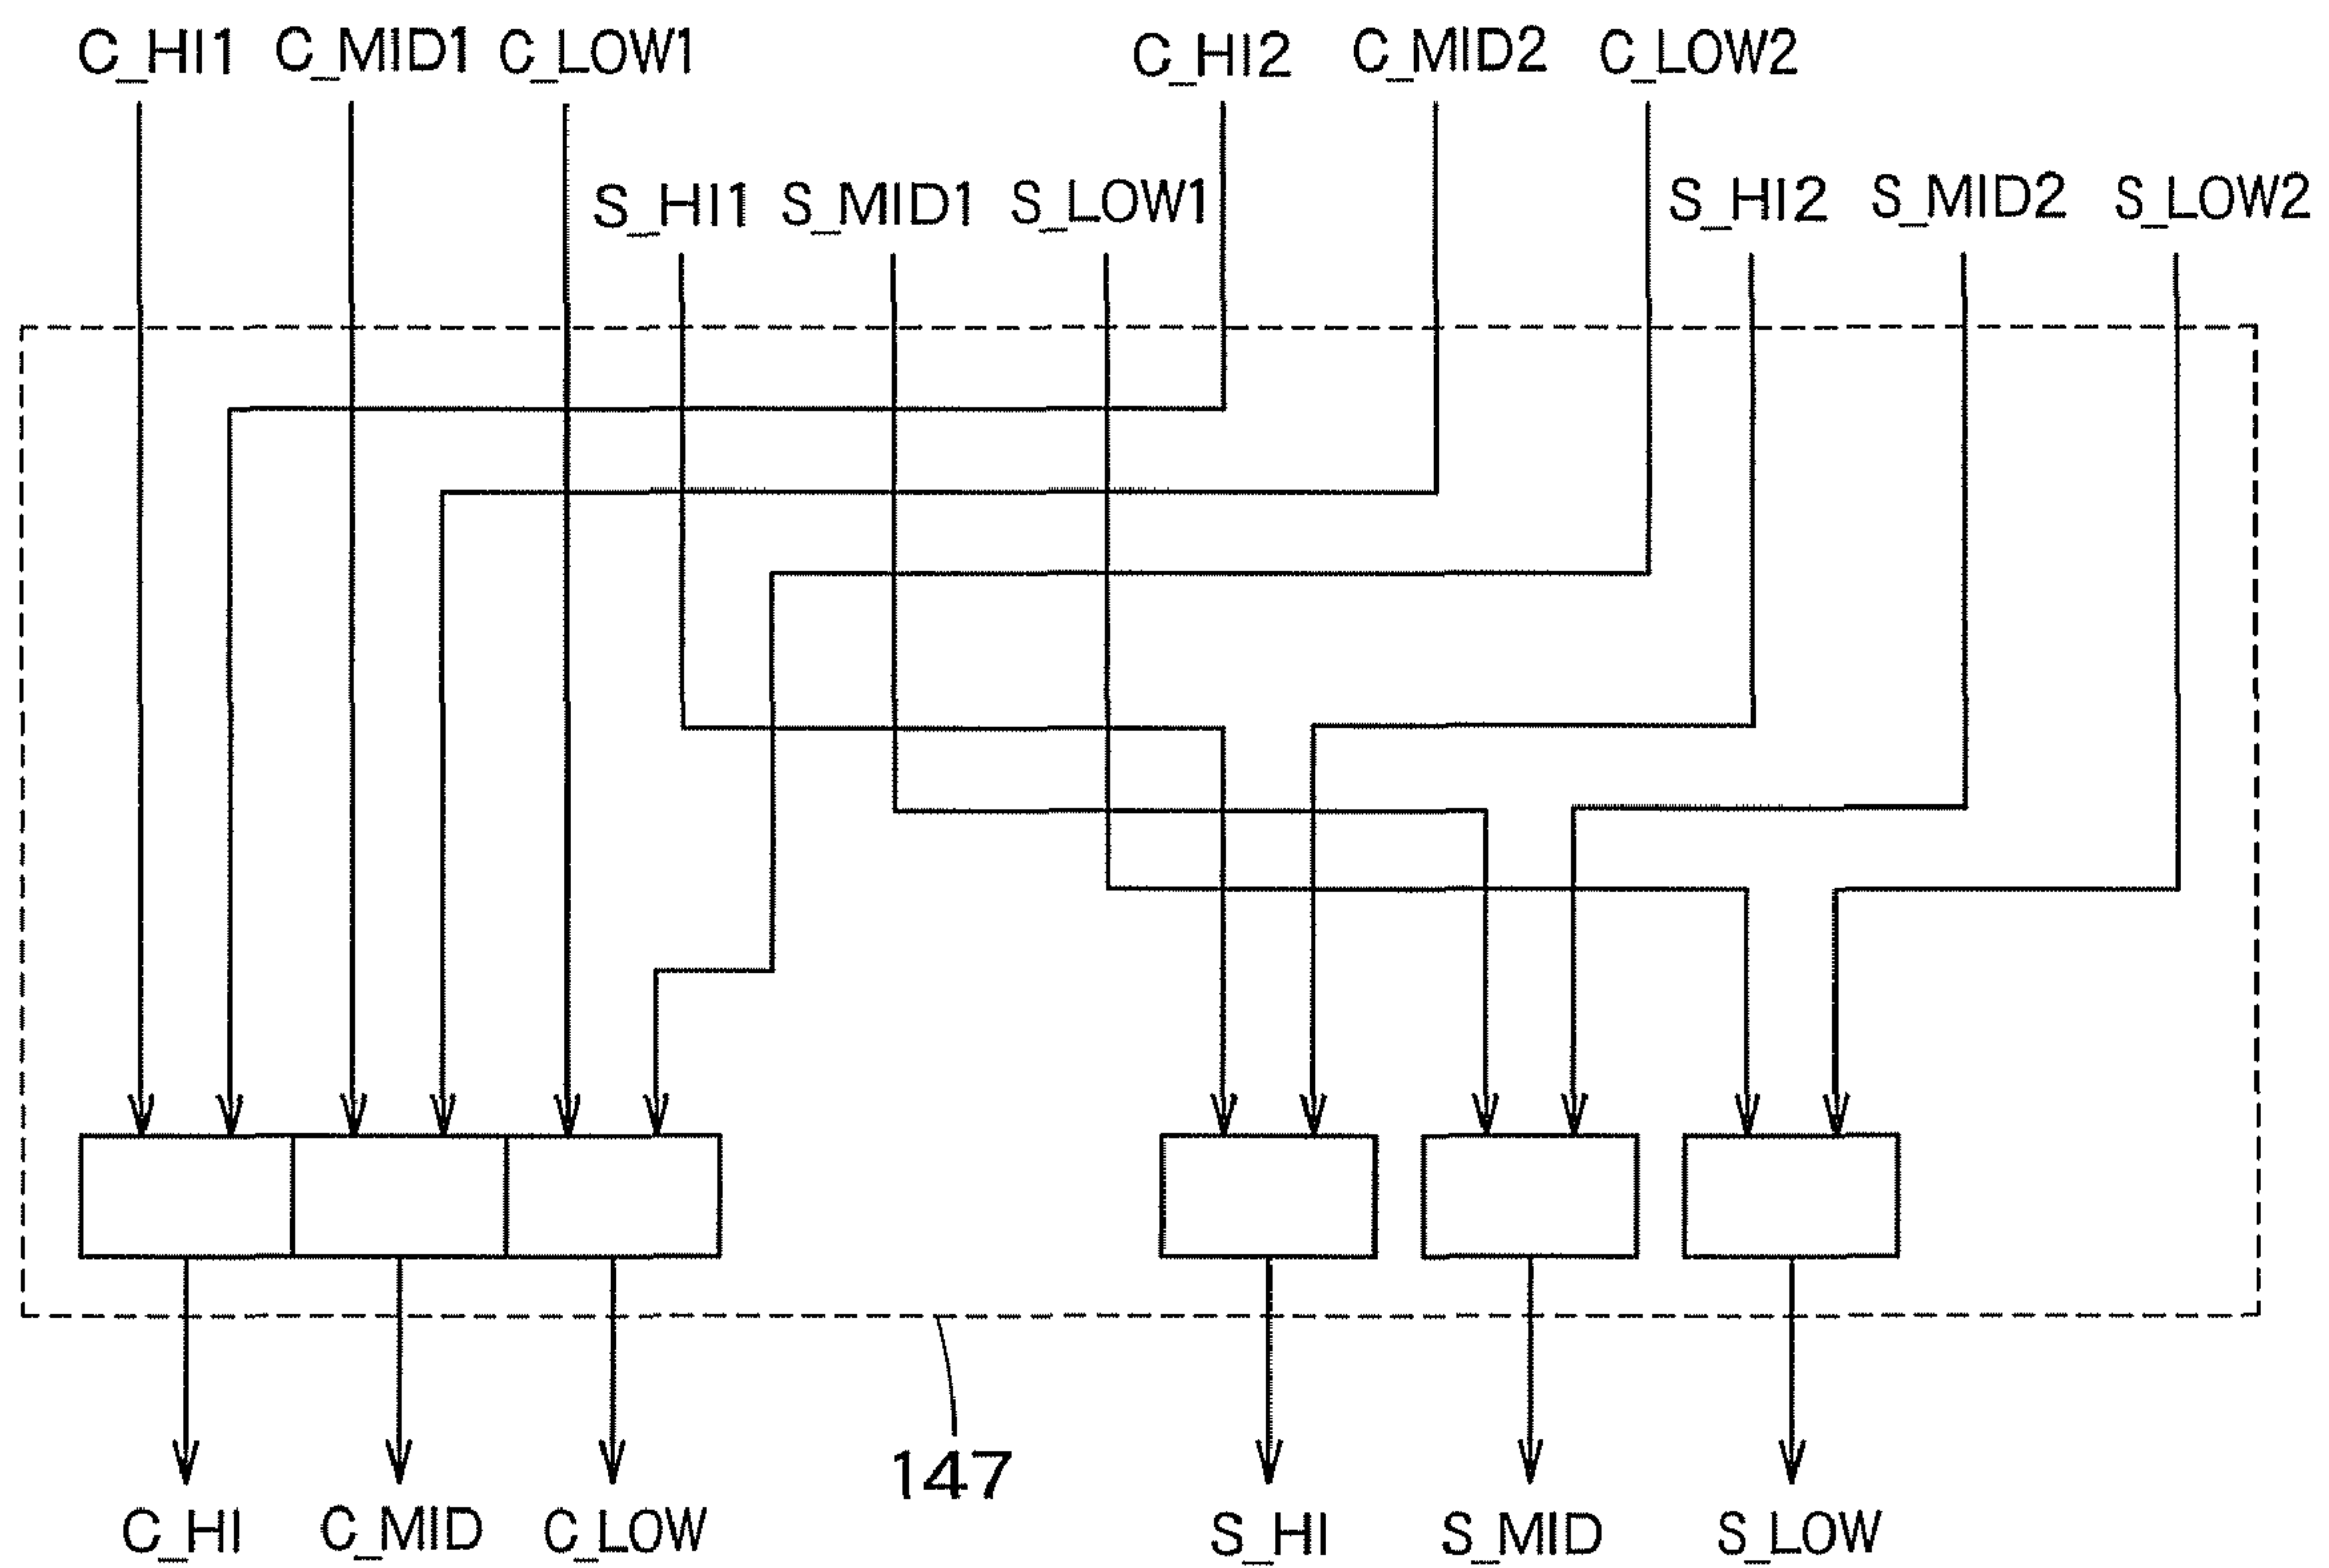 C_HI1 C_MID1 C_LOW1 C_HI2 C_MID2 C_LOW2
S_HI1 S_MID1 S_LOW1 S_HI2 S_MID2 S_LOW2
147
C_HI C_MID C_LOW S_HI S_MID S_LOW